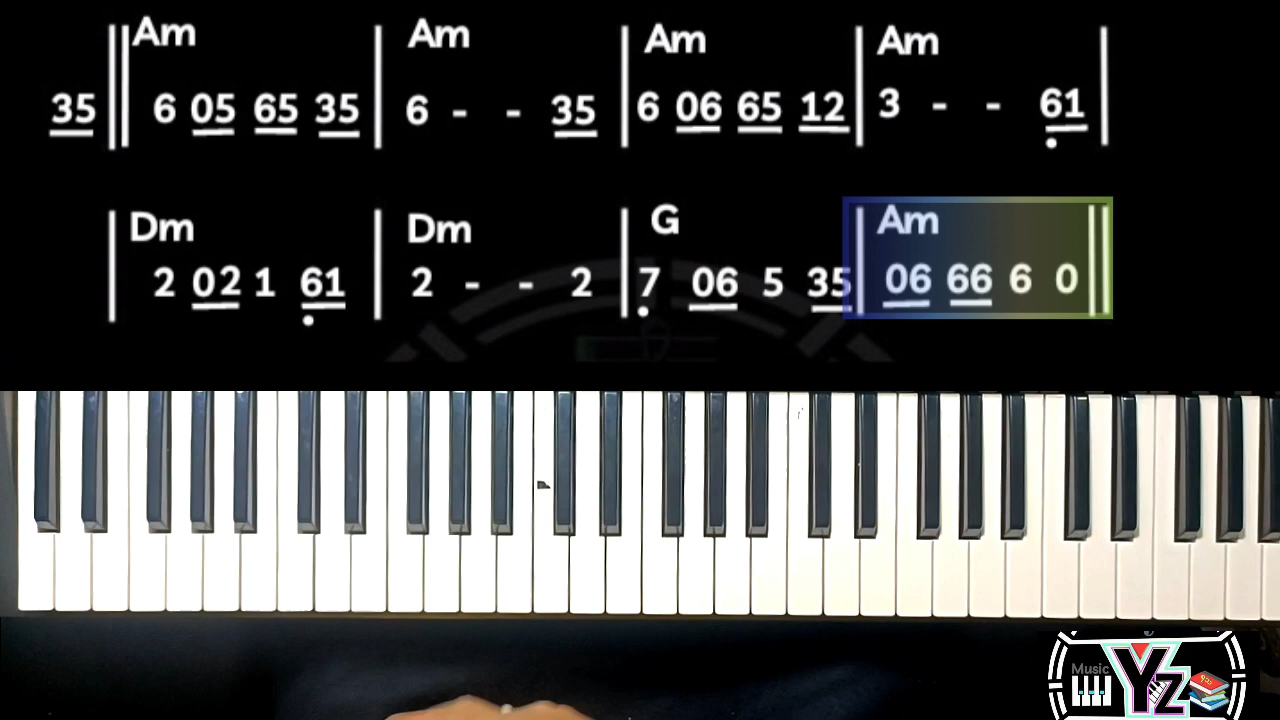 Am Am Am Am
35 6 05 65 35 6 - - 35 6 06 65 12 3 - - 61
Dm Dm G Am
2 02 1 61 2 - - 2 7 06 5 35 06 66 6 0
Music
YZ